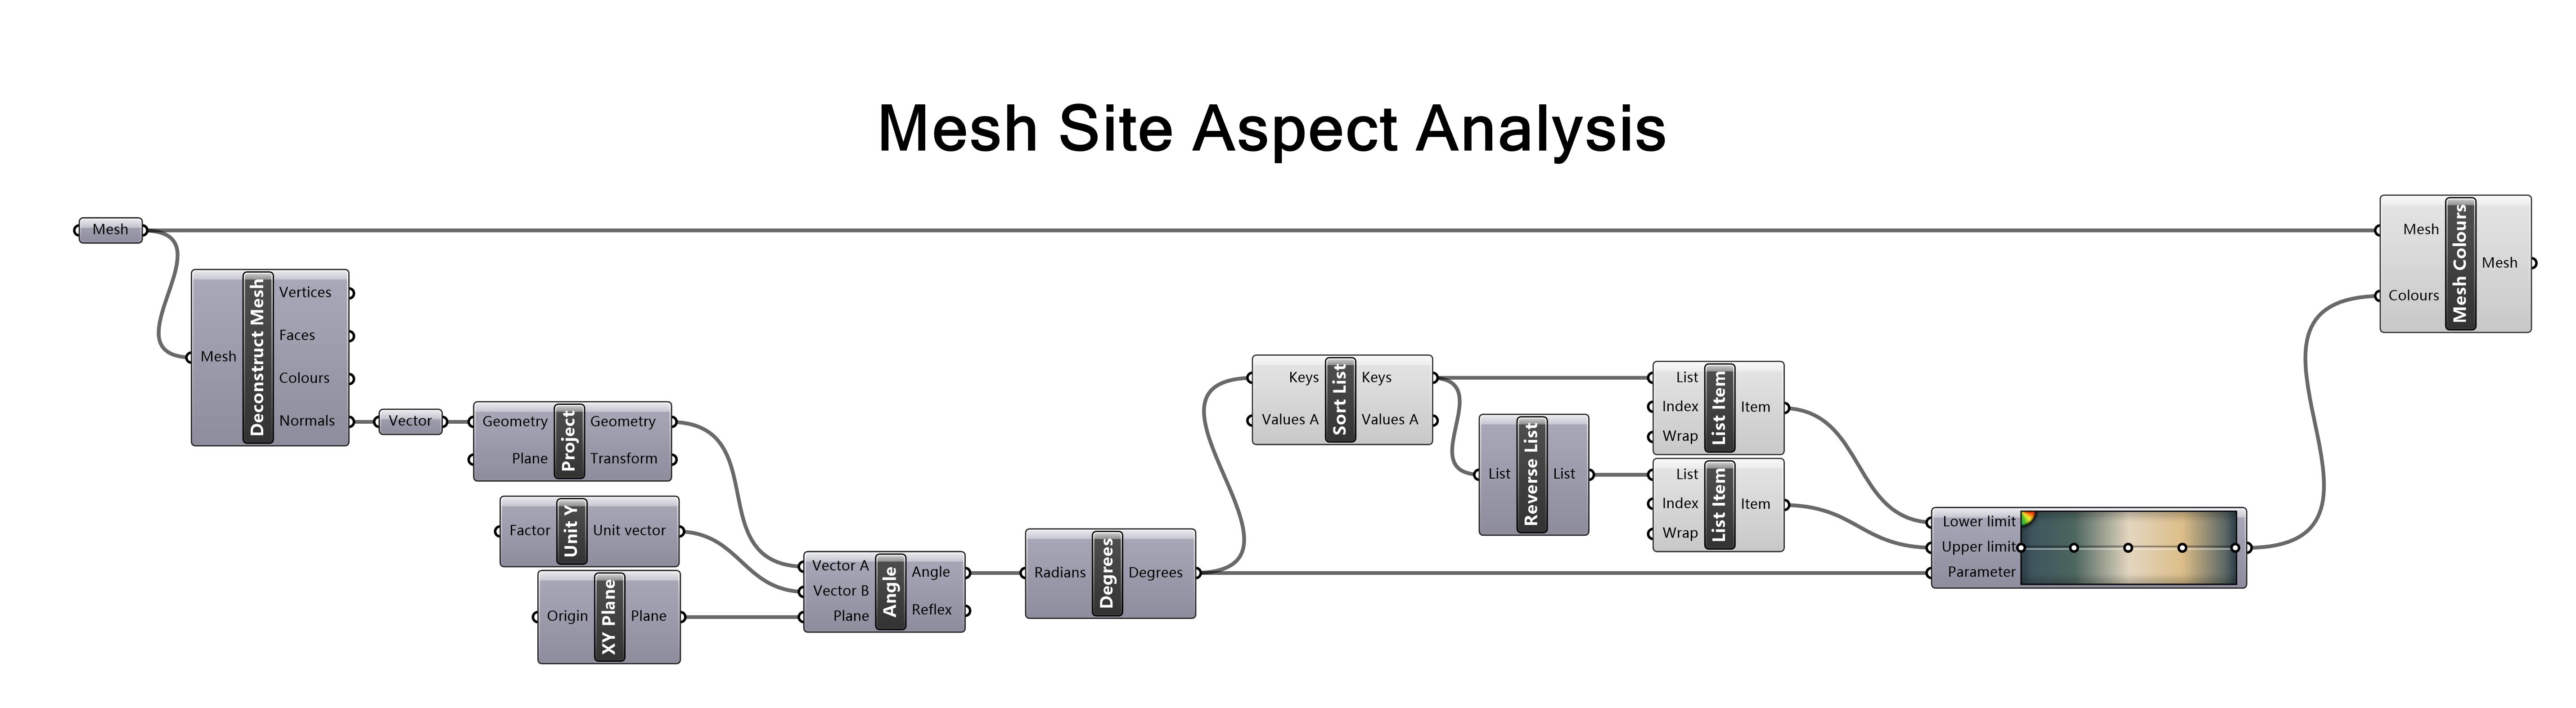 Mesh Site Aspect Analysis
Mesh
Mesh
Deconstruct Mesh
Vertices
Faces
Colours
Normals
Vector
Geometry
Plane
Project
Geometry
Transform
Factor
Unit Y
Unit vector
Origin
XY Plane
Plane
Vector A
Vector B
Plane
Angle
Angle
Reflex
Radians
Degrees
Degrees
Keys
Values A
Sort List
Keys
Values A
List
Reverse List
List
List
Index
Wrap
List Item
Item
List
Index
Wrap
List Item
Item
Lower limit
Upper limit
Parameter
Mesh
Colours
Mesh Colours
Mesh